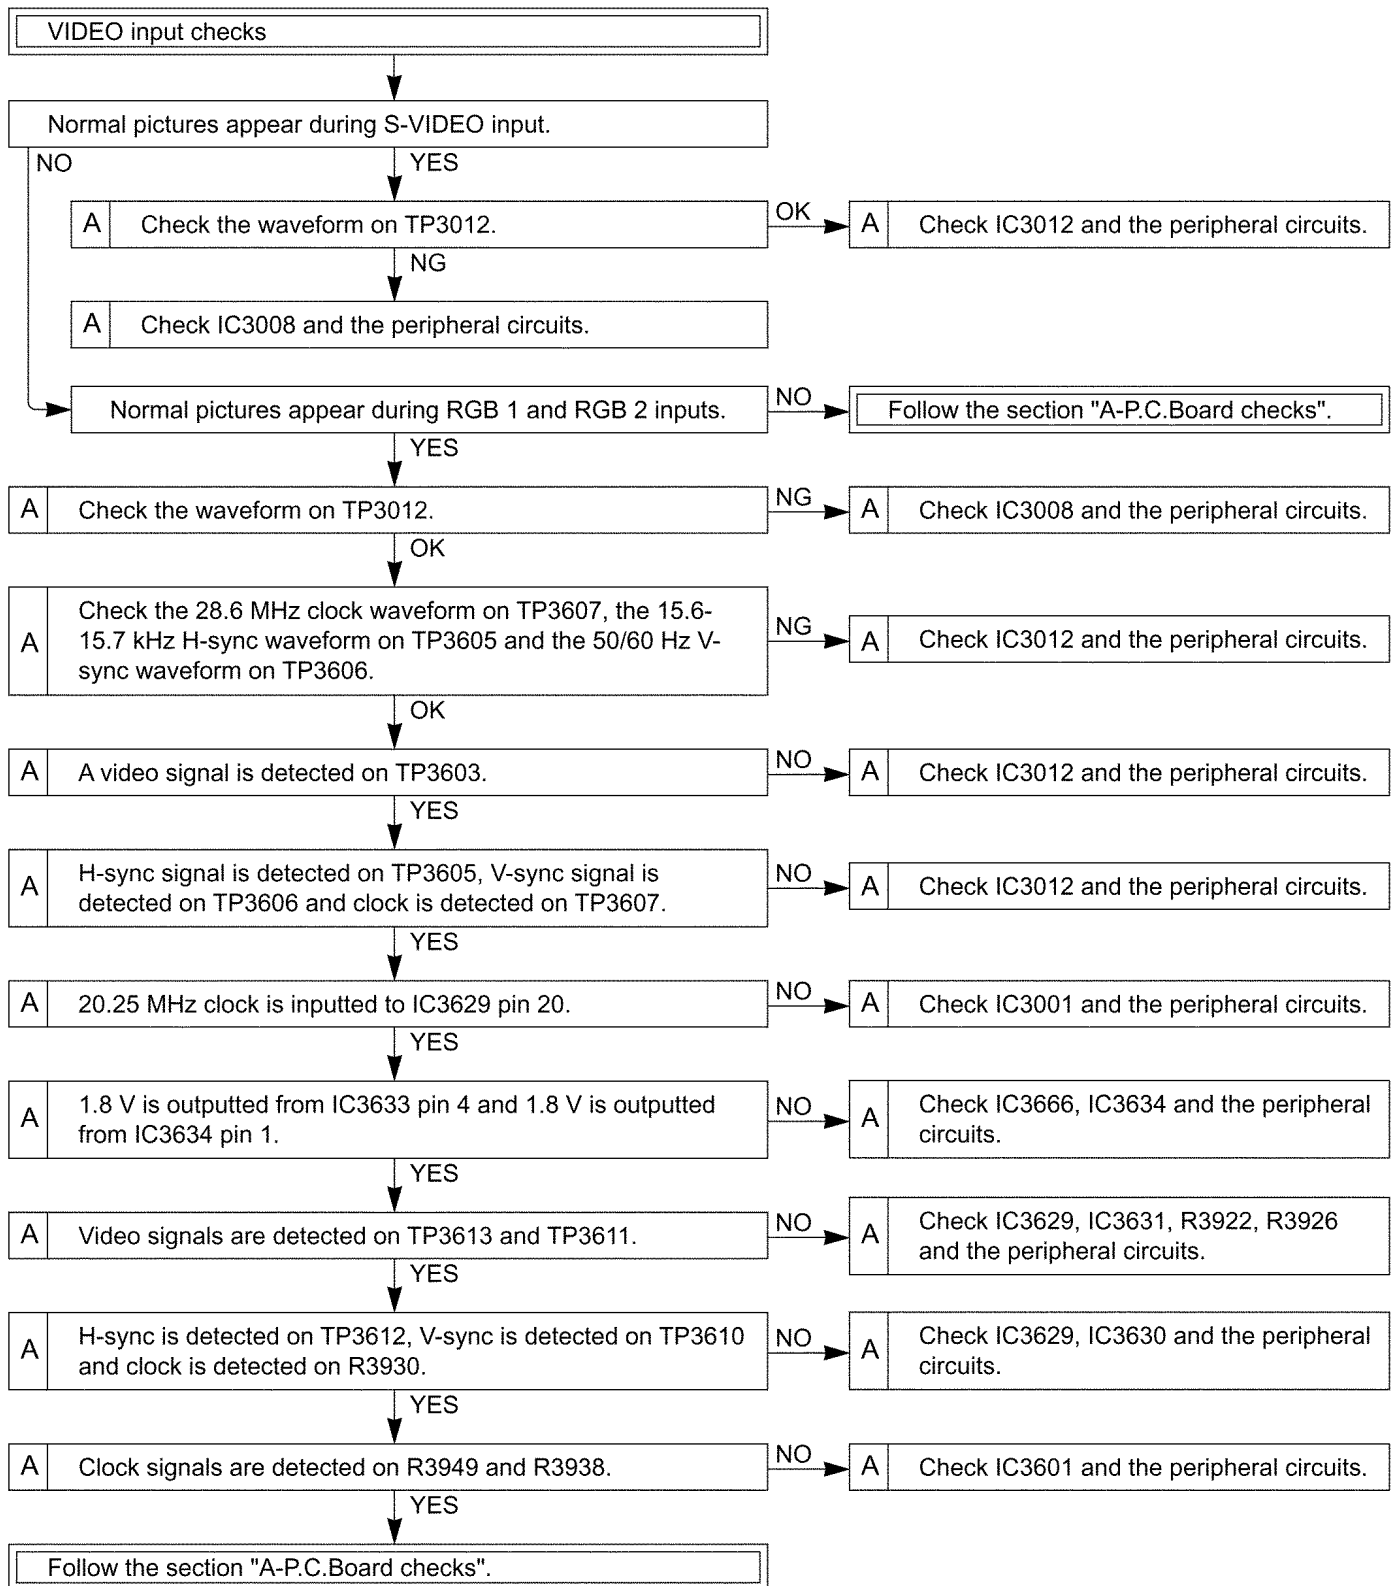 VIDEO input checks
Normal pictures appear during S-VIDEO input.
NO
YES
A
Check the waveform on TP3012.
OK
A
Check IC3012 and the peripheral circuits.
NG
A
Check IC3008 and the peripheral circuits.
Normal pictures appear during RGB 1 and RGB 2 inputs.
NO
Follow the section "A-P.C.Board checks".
YES
A
Check the waveform on TP3012.
NG
A
Check IC3008 and the peripheral circuits.
OK
A
Check the 28.6 MHz clock waveform on TP3607, the 15.6-
15.7 kHz H-sync waveform on TP3605 and the 50/60 Hz V-
sync waveform on TP3606.
NG
A
Check IC3012 and the peripheral circuits.
OK
A
A video signal is detected on TP3603.
NO
A
Check IC3012 and the peripheral circuits.
YES
A
H-sync signal is detected on TP3605, V-sync signal is
detected on TP3606 and clock is detected on TP3607.
NO
A
Check IC3012 and the peripheral circuits.
YES
A
20.25 MHz clock is inputted to IC3629 pin 20.
NO
A
Check IC3001 and the peripheral circuits.
YES
A
1.8 V is outputted from IC3633 pin 4 and 1.8 V is outputted
from IC3634 pin 1.
NO
A
Check IC3666, IC3634 and the peripheral
circuits.
YES
A
Video signals are detected on TP3613 and TP3611.
NO
A
Check IC3629, IC3631, R3922, R3926
and the peripheral circuits.
YES
A
H-sync is detected on TP3612, V-sync is detected on TP3610
and clock is detected on R3930.
NO
A
Check IC3629, IC3630 and the peripheral
circuits.
YES
A
Clock signals are detected on R3949 and R3938.
NO
A
Check IC3601 and the peripheral circuits.
YES
Follow the section "A-P.C.Board checks".